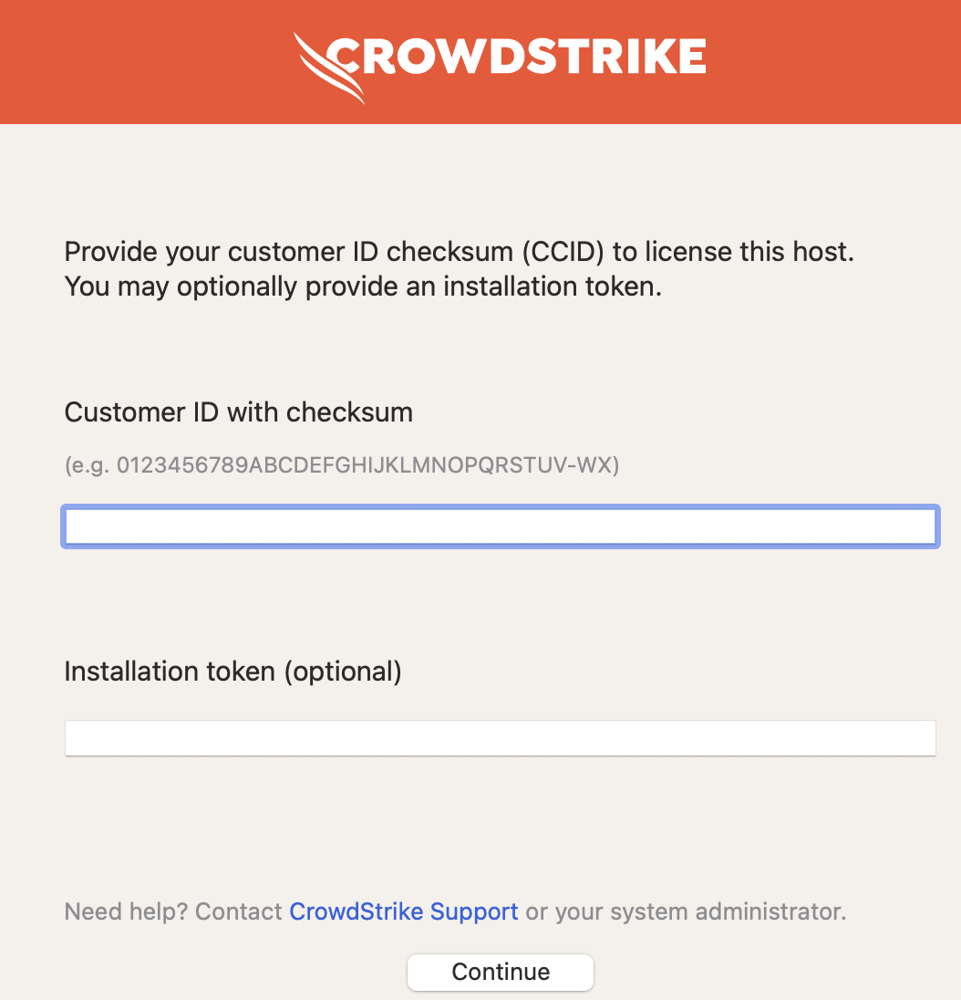 CROWDSTRIKE
Provide your customer ID checksum (CCID) to license this host.
You may optionally provide an installation token.
Customer ID with checksum
(e.g. 0123456789ABCDEFGHIJKLMNOPQRSTUV-WX)
Installation token (optional)
Need help? Contact CrowdStrike Support or your system administrator.
Continue